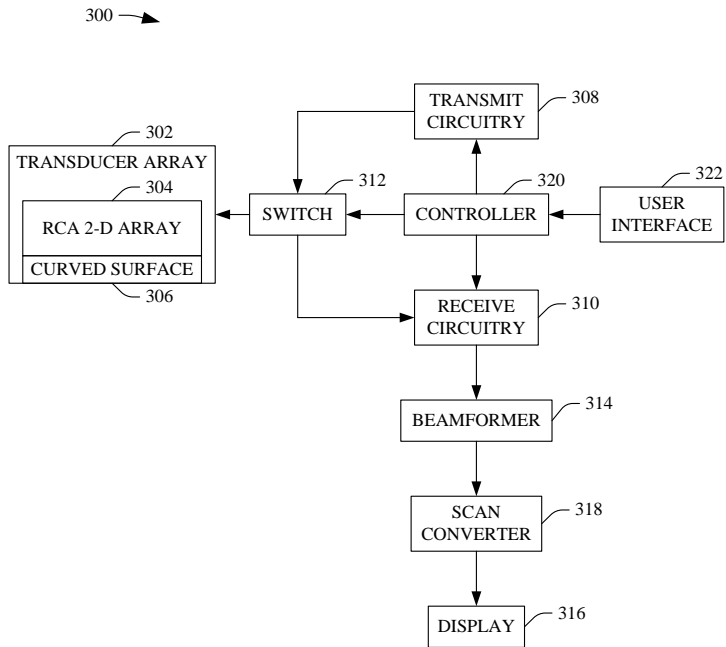 300
TRANSMIT
CIRCUITRY
308
302
TRANSDUCER ARRAY
304
RCA 2-D ARRAY
CURVED SURFACE
306
312
SWITCH
320
CONTROLLER
322
USER
INTERFACE
RECEIVE
CIRCUITRY
310
BEAMFORMER
314
SCAN
CONVERTER
318
DISPLAY
316